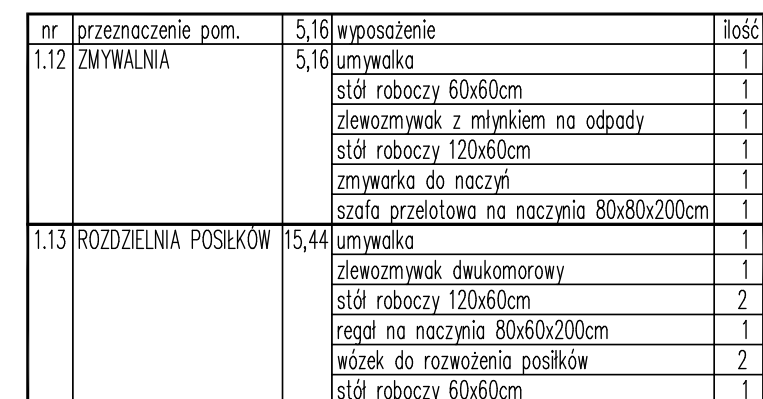 nr przeznaczenie pom. 5,16 wyposażenie ilość
1.12 ZMYWALNIA 5,16 umywalka 1
stół roboczy 60x60cm 1
zlewozmywak z młynkiem na odpady 1
stół roboczy 120x60cm 1
zmywarka do naczyń 1
szafa przelotowa na naczynia 80x80x200cm 1
1.13 ROZDZIELNIA POSIŁKÓW 15,44 umywalka 1
zlewozmywak dwukomorowy 1
stół roboczy 120x60cm 2
regał na naczynia 80x60x200cm 1
wózek do rozwożenia posiłków 2
stół roboczy 60x60cm 1